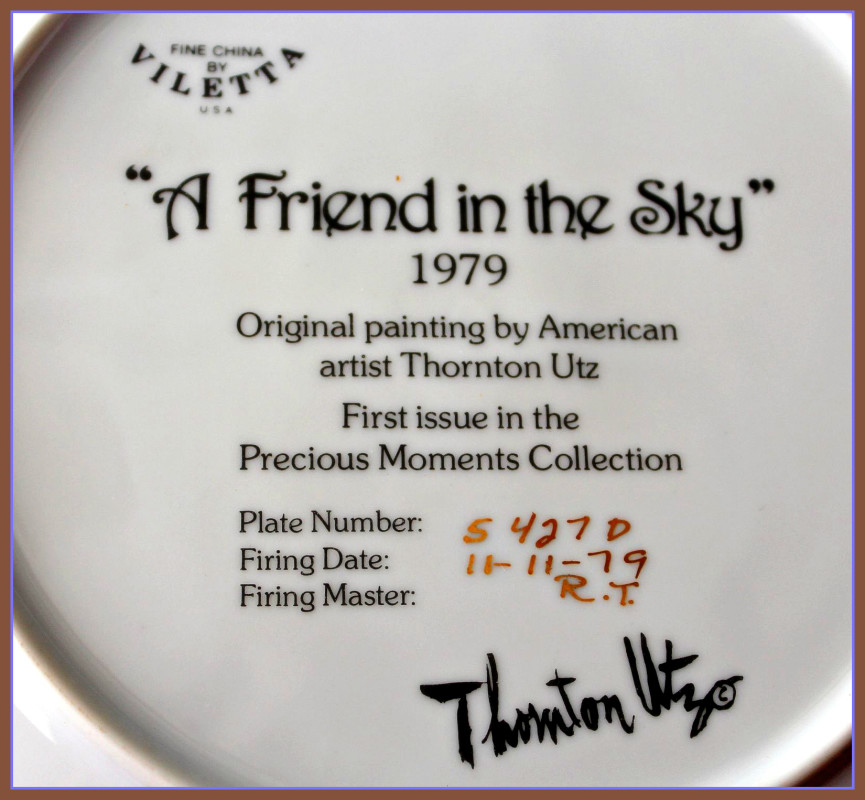 FINE CHINA
BY
VILETTA
USA
“A Friend in the Sky”
1979
Original painting by American
artist Thornton Utz
First issue in the
Precious Moments Collection
Plate Number: S 427 D
Firing Date: 11-11-79
Firing Master: R.T.
Thornton Utz ©